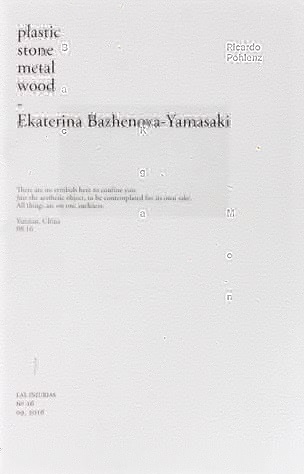 plastic
stone
metal
wood
-
Ekaterina Bazhenova-Yamasaki
Ricardo
Pohlenz
B
a
c
k
g
a
M
o
n
There are no symbols here to confine you.
Just the aesthetic object, to be contemplated for its own sake.
All things are on one surface.
Yunnan, China
08.16
LAS INJURIAS
Nº 16
09, 2016